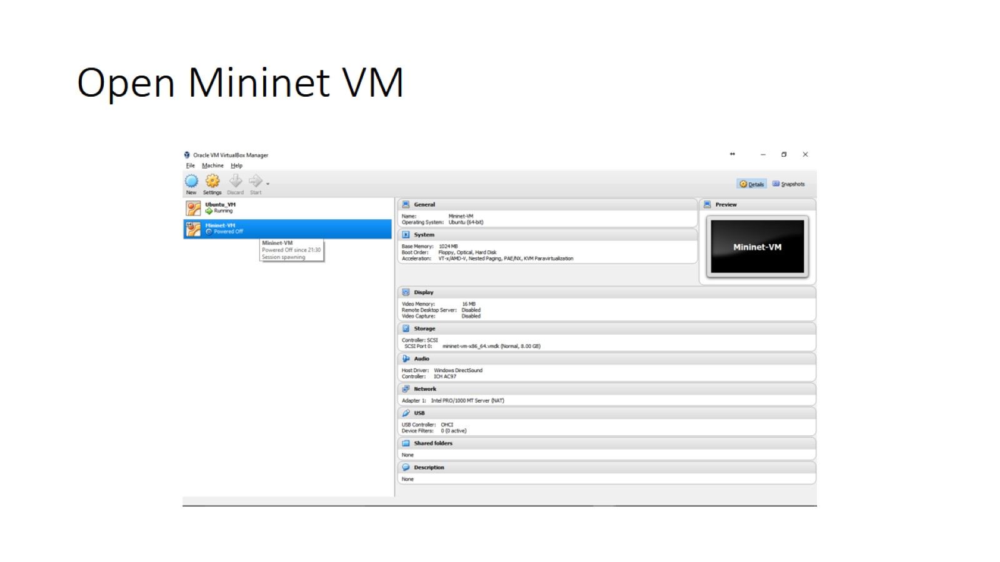 Open Mininet VM
Oracle VM VirtualBox Manager
File Machine Help
New Settings Discard Start
Details Snapshots
Ubuntu_VM
Running
Mininet-VM
Powered Off
Mininet-VM
Powered Off since 21:30
Session spawning
General
Name: Mininet-VM
Operating System: Ubuntu (64-bit)
System
Base Memory: 1024 MB
Boot Order: Floppy, Optical, Hard Disk
Acceleration: VT-x/AMD-V, Nested Paging, PAE/NX, KVM Paravirtualization
Preview
Mininet-VM
Display
Video Memory: 16 MB
Remote Desktop Server: Disabled
Video Capture: Disabled
Storage
Controller: SCSI
SCSI Port 0: mininet-vm-x86_64.vmdk (Normal, 8.00 GB)
Audio
Host Driver: Windows DirectSound
Controller: ICH AC97
Network
Adapter 1: Intel PRO/1000 MT Server (NAT)
USB
USB Controller: OHCI
Device Filters: 0 (0 active)
Shared folders
None
Description
None